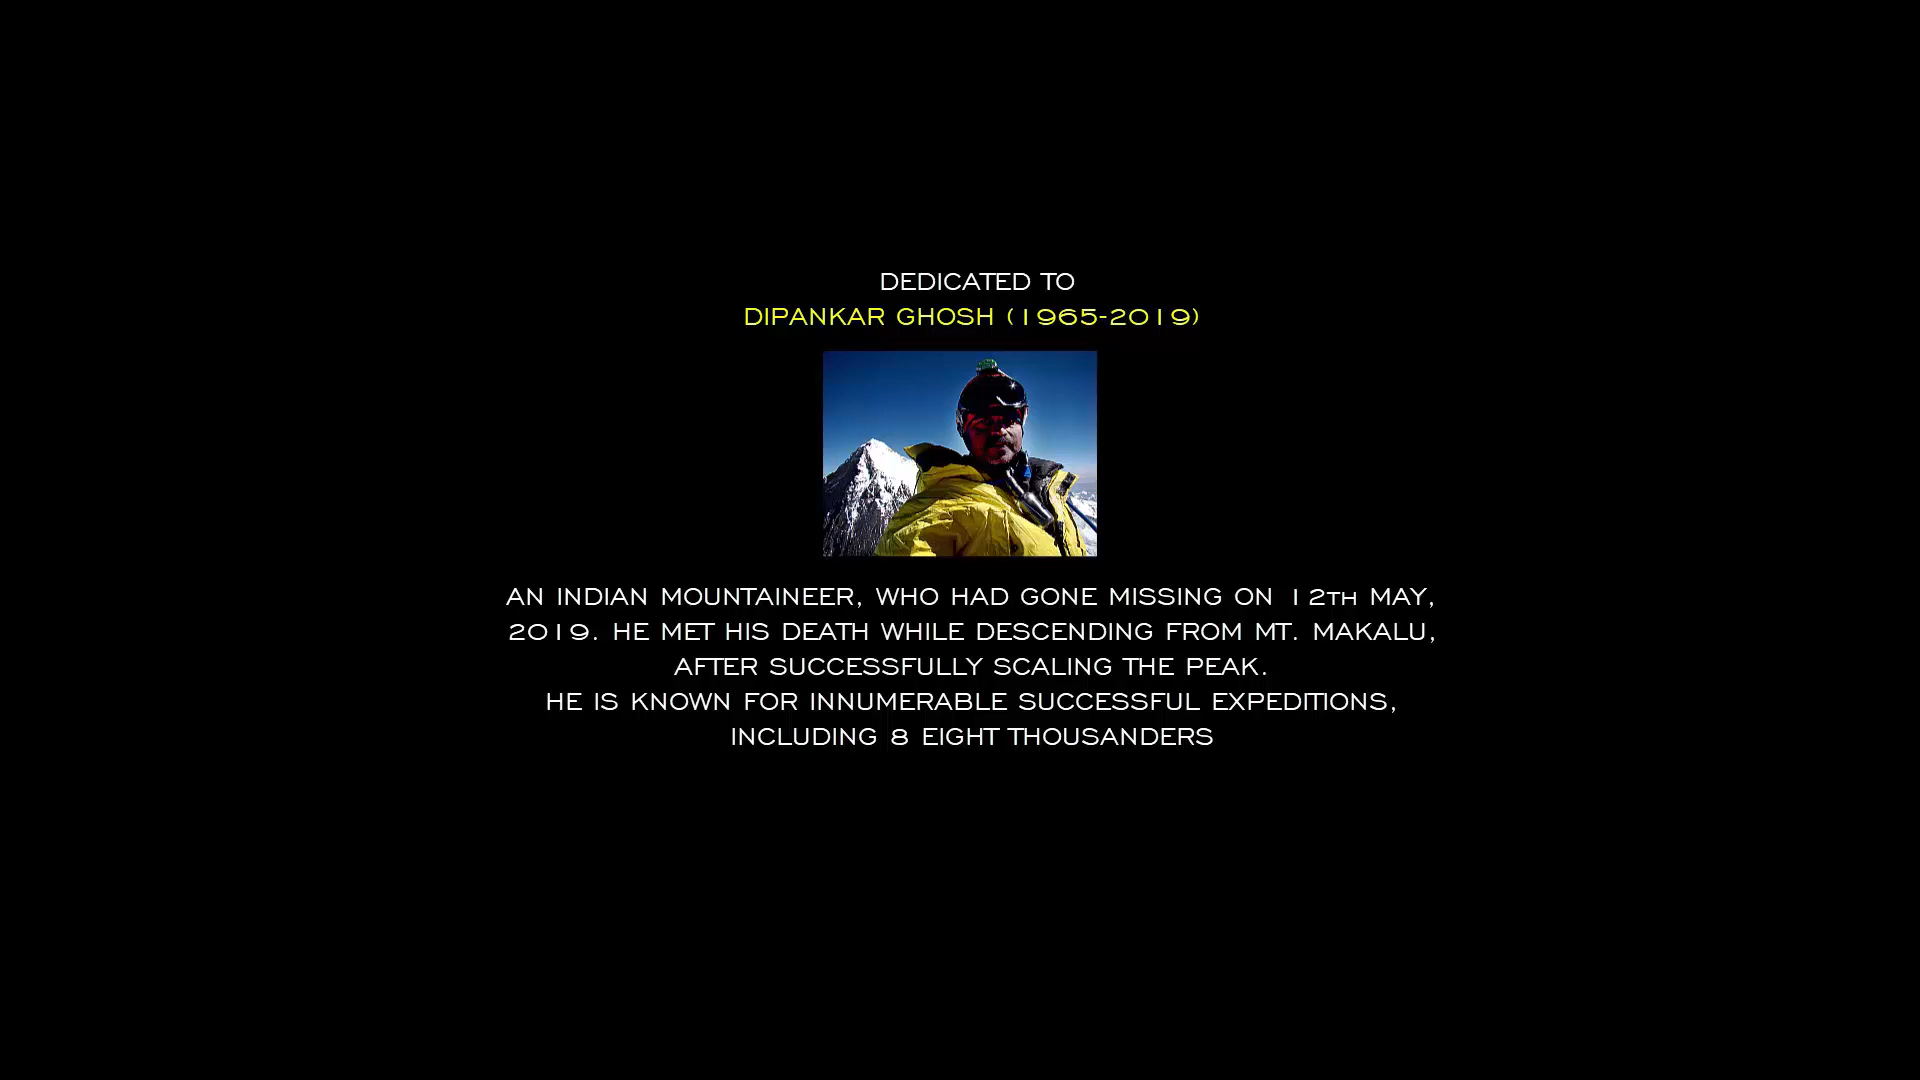 DEDICATED TO
DIPANKAR GHOSH (1965-2019)
AN INDIAN MOUNTAINEER, WHO HAD GONE MISSING ON 12TH MAY,
2019. HE MET HIS DEATH WHILE DESCENDING FROM MT. MAKALU,
AFTER SUCCESSFULLY SCALING THE PEAK.
HE IS KNOWN FOR INNUMERABLE SUCCESSFUL EXPEDITIONS,
INCLUDING 8 EIGHT THOUSANDERS